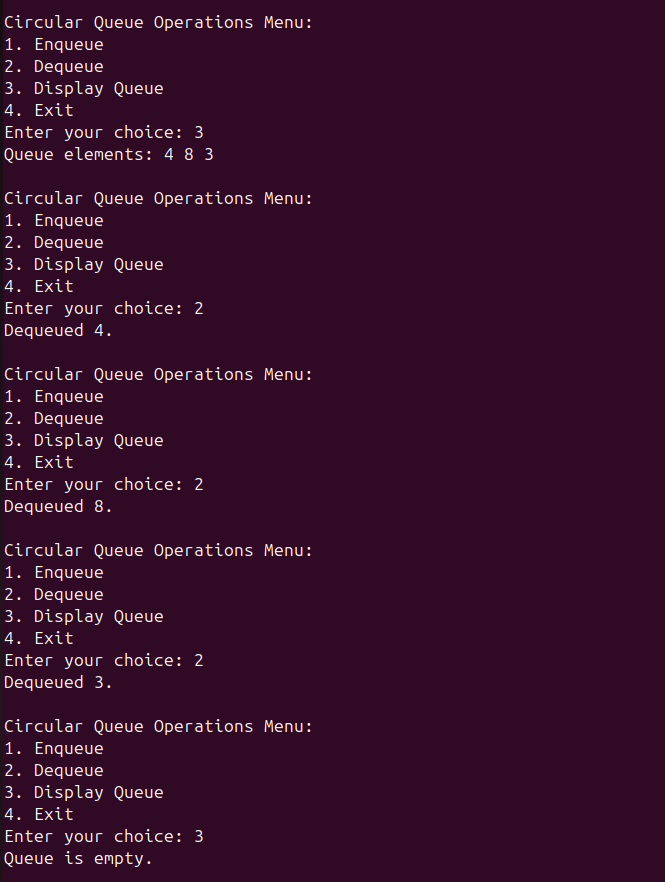 Circular Queue Operations Menu:
1. Enqueue
2. Dequeue
3. Display Queue
4. Exit
Enter your choice: 3
Queue elements: 4 8 3

Circular Queue Operations Menu:
1. Enqueue
2. Dequeue
3. Display Queue
4. Exit
Enter your choice: 2
Dequeued 4.

Circular Queue Operations Menu:
1. Enqueue
2. Dequeue
3. Display Queue
4. Exit
Enter your choice: 2
Dequeued 8.

Circular Queue Operations Menu:
1. Enqueue
2. Dequeue
3. Display Queue
4. Exit
Enter your choice: 2
Dequeued 3.

Circular Queue Operations Menu:
1. Enqueue
2. Dequeue
3. Display Queue
4. Exit
Enter your choice: 3
Queue is empty.